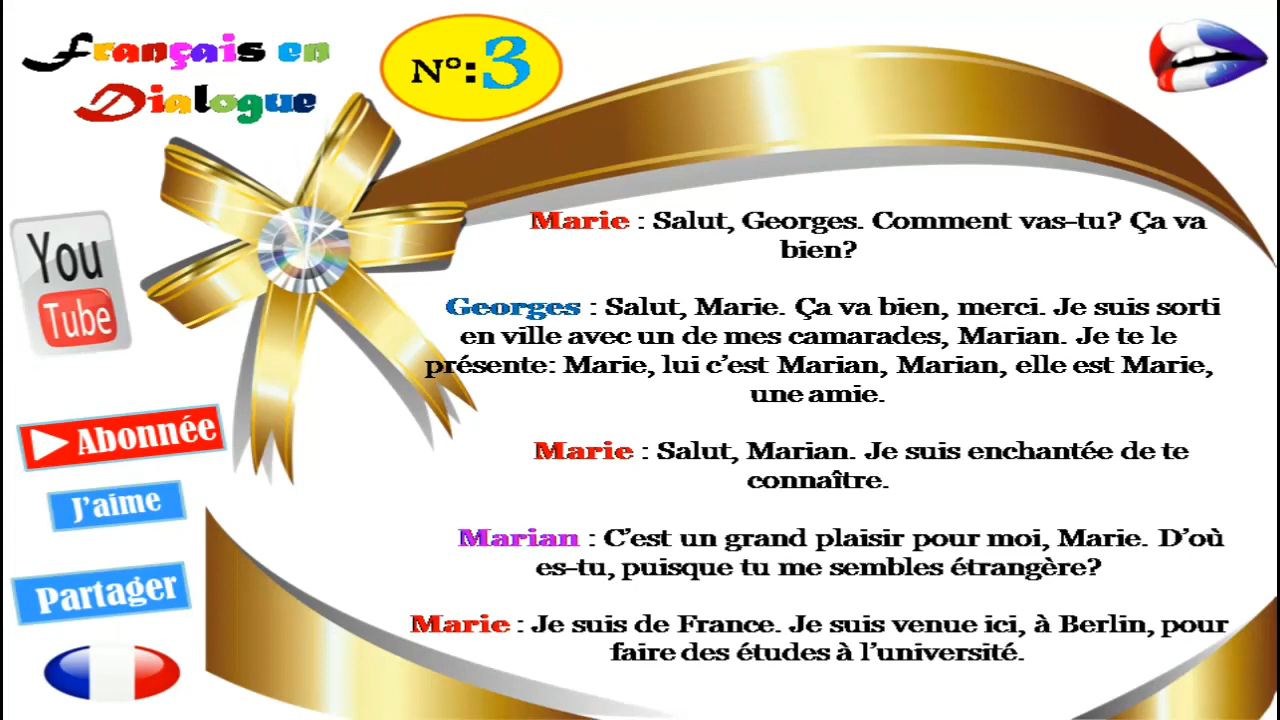 Français en
Dialogue
N°:3
Marie : Salut, Georges. Comment vas-tu? Ça va
bien?
Georges : Salut, Marie. Ça va bien, merci. Je suis sorti
en ville avec un de mes camarades, Marian. Je te le
présente: Marie, lui c’est Marian, Marian, elle est Marie,
une amie.
Marie : Salut, Marian. Je suis enchantée de te
connaître.
Marian : C’est un grand plaisir pour moi, Marie. D’où
es-tu, puisque tu me sembles étrangère?
Marie : Je suis de France. Je suis venue ici, à Berlin, pour
faire des études à l’université.
You
Tube
Abonnée
J’aime
Partager